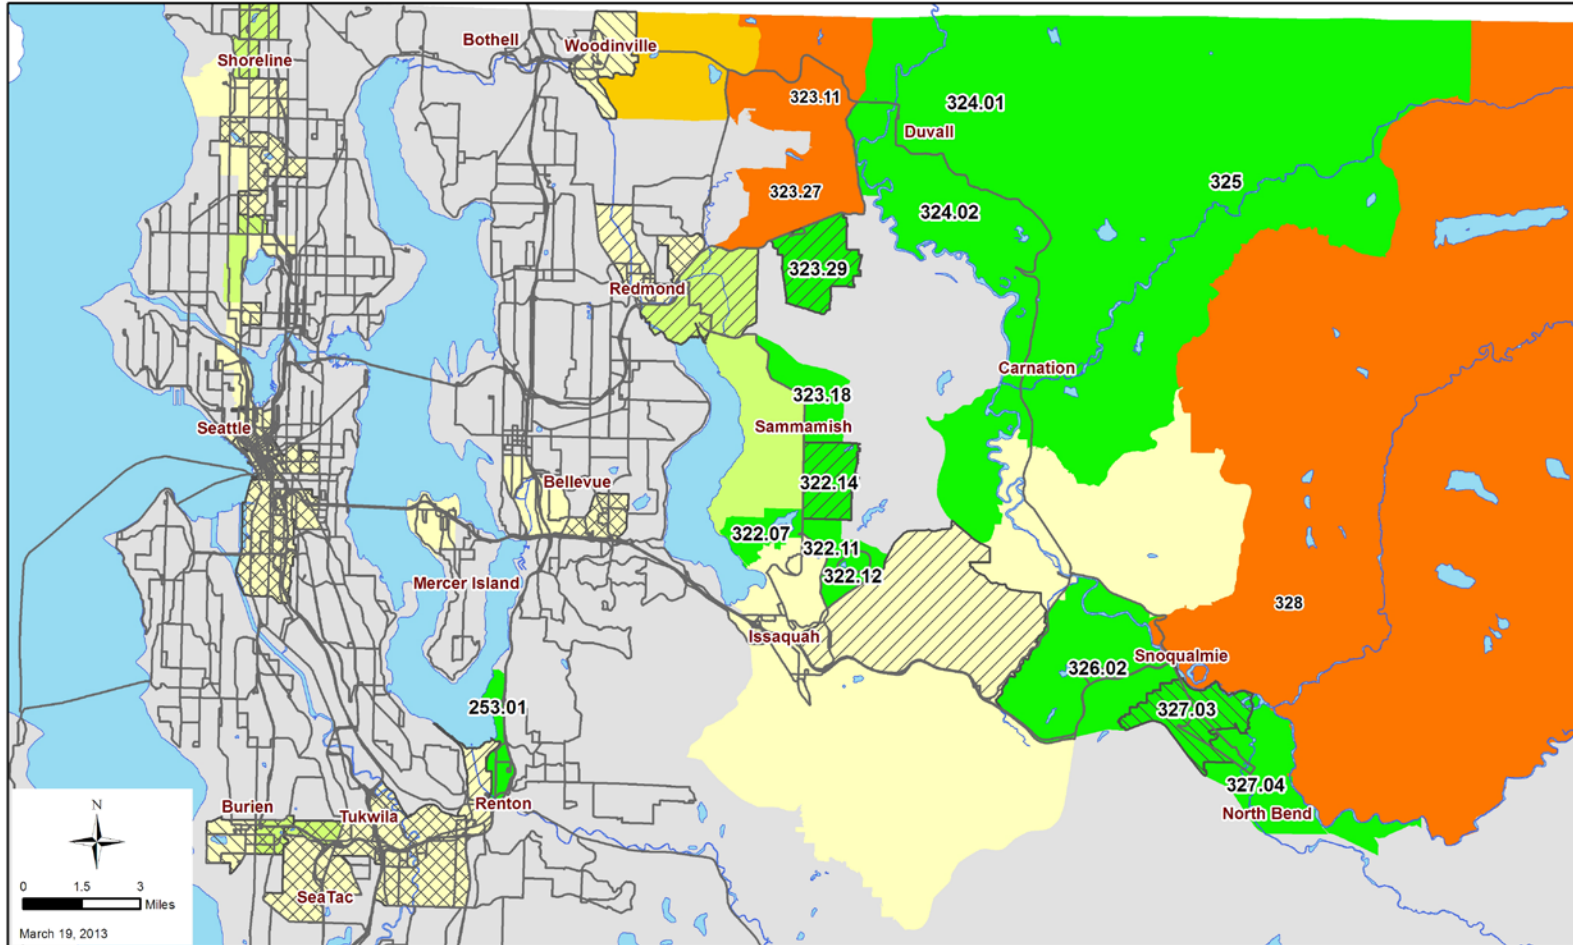 Bothell
Woodinville
Shoreline
323.11
324.01
Duvall
325
323.27
324.02
323.29
Redmond
Carnation
323.18
Seattle
Sammamish
Bellevue
322.14
322.07
322.11
322.12
Mercer Island
328
Issaquah
Snoqualmie
326.02
253.01
327.03
327.04
North Bend
Burien
Tukwila
Renton
SeaTac
N
0 1.5 3
Miles
March 19, 2013